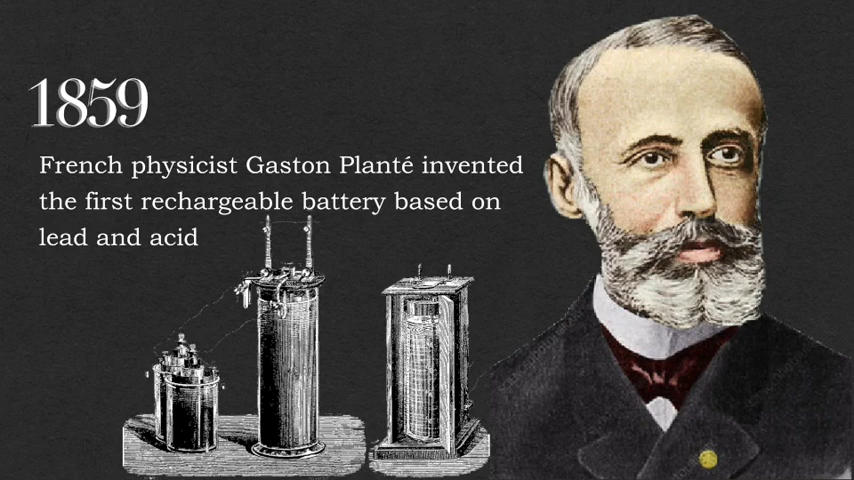 1859
French physicist Gaston Planté invented
the first rechargeable battery based on
lead and acid